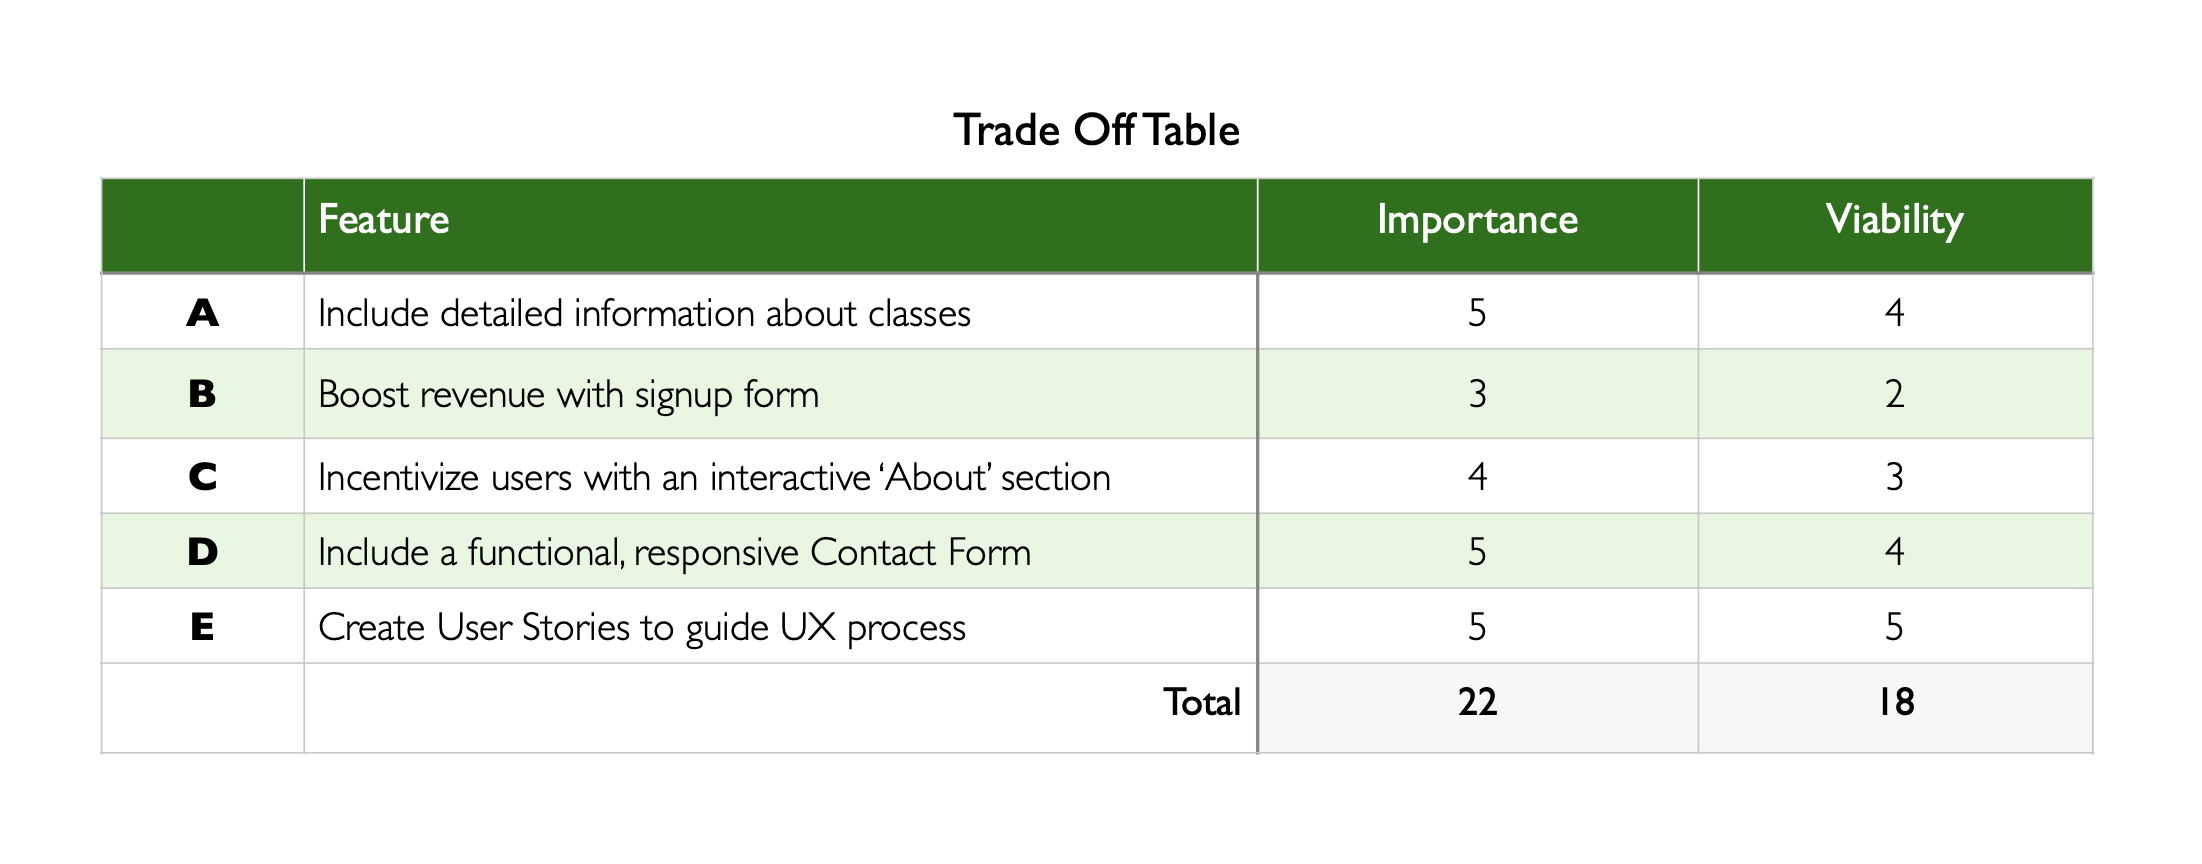 Trade Off Table
Feature Importance Viability
A Include detailed information about classes 5 4
B Boost revenue with signup form 3 2
C Incentivize users with an interactive ‘About’ section 4 3
D Include a functional, responsive Contact Form 5 4
E Create User Stories to guide UX process 5 5
Total 22 18